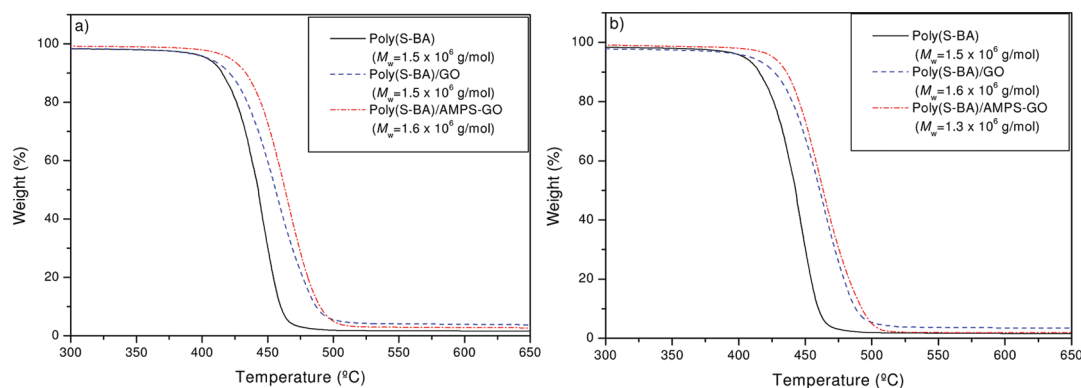 a)
Poly(S-BA)
(Mw=1.5 x 10⁶ g/mol)
Poly(S-BA)/GO
(Mw=1.5 x 10⁶ g/mol)
Poly(S-BA)/AMPS-GO
(Mw=1.6 x 10⁶ g/mol)
100
80
60
40
20
0
Weight (%)
300 350 400 450 500 550 600 650
Temperature (ºC)
b)
Poly(S-BA)
(Mw=1.5 x 10⁶ g/mol)
Poly(S-BA)/GO
(Mw=1.6 x 10⁶ g/mol)
Poly(S-BA)/AMPS-GO
(Mw=1.3 x 10⁶ g/mol)
100
80
60
40
20
0
Weight (%)
300 350 400 450 500 550 600 650
Temperature (ºC)